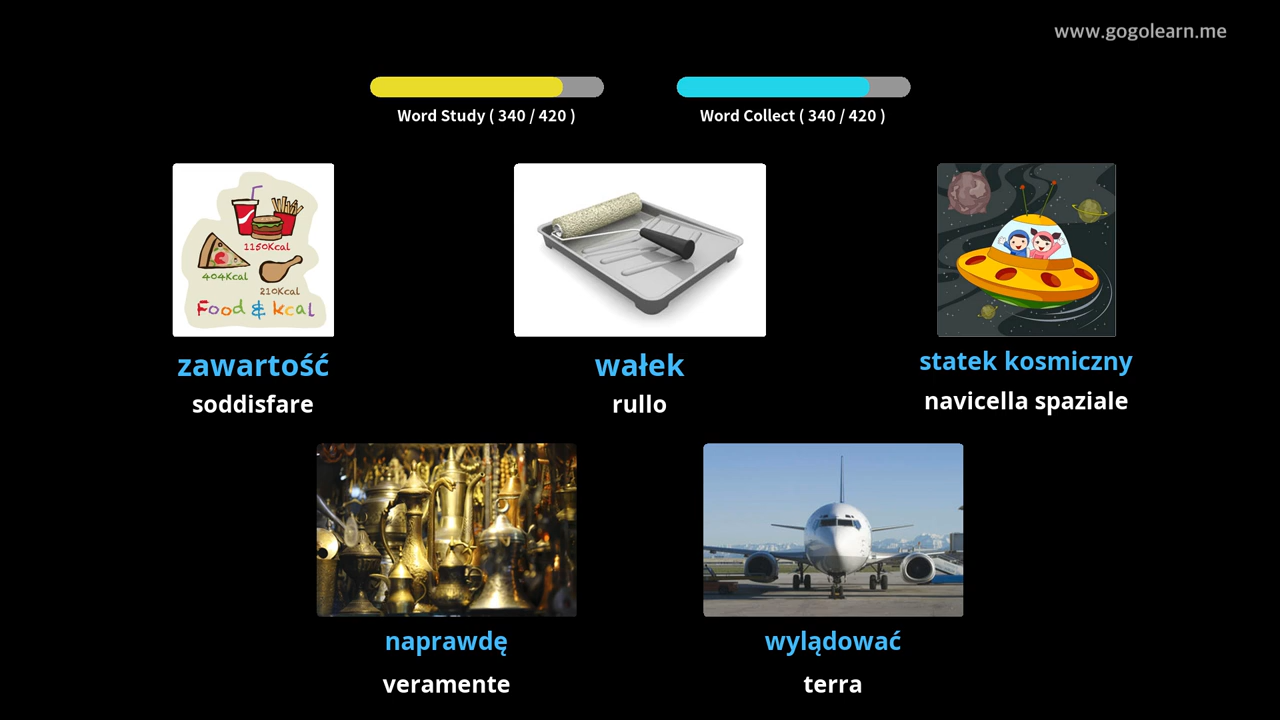 www.gogolearn.me
Word Study ( 340 / 420 )
Word Collect ( 340 / 420 )
1150Kcal
404Kcal
210Kcal
Food & kcal
zawartość
soddisfare
wałek
rullo
statek kosmiczny
navicella spaziale
naprawdę
veramente
wylądować
terra